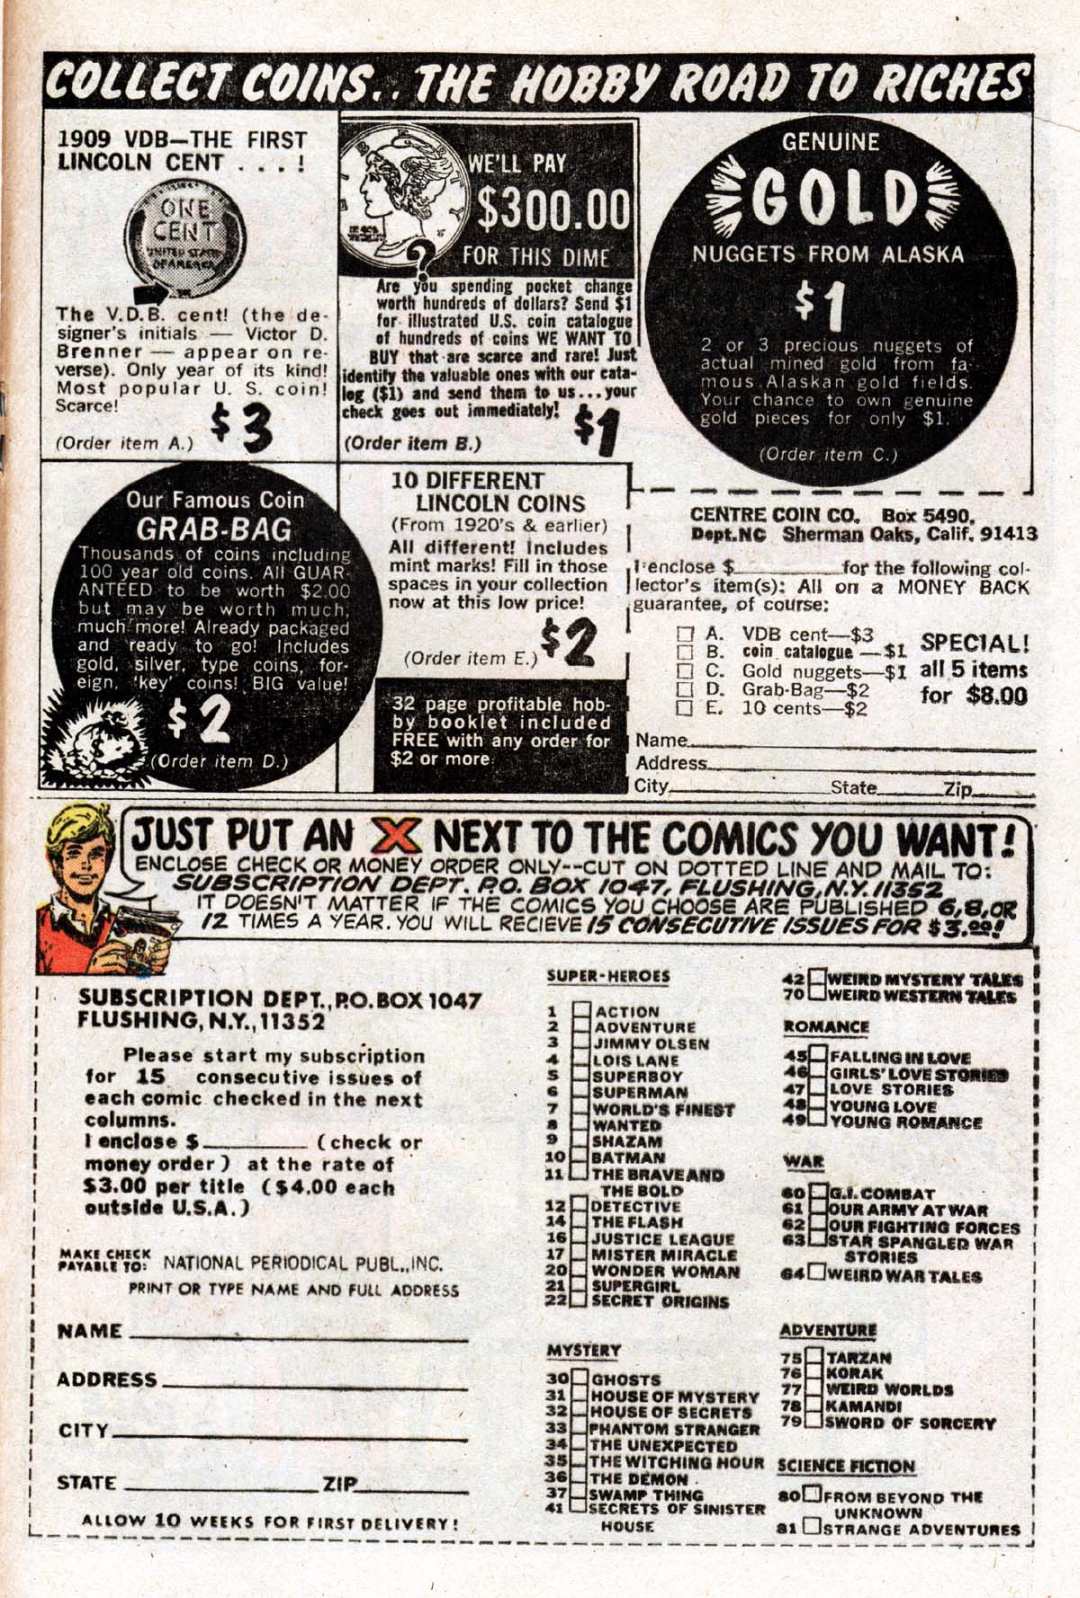 COLLECT COINS.. THE HOBBY ROAD TO RICHES
1909 VDB—THE FIRST
LINCOLN CENT . . . !
ONE
CENT
UNITED STATES
OF AMERICA
The V.D.B. cent! (the de-
signer's initials — Victor D.
Brenner — appear on re-
verse). Only year of its kind!
Most popular U. S. coin!
Scarce!
$3
(Order item A.)
WE'LL PAY
$300.00
FOR THIS DIME
?
Are you spending pocket change
worth hundreds of dollars? Send $1
for illustrated U.S. coin catalogue
of hundreds of coins WE WANT TO
BUY that are scarce and rare! Just
identify the valuable ones with our cata-
log ($1) and send them to us...your
check goes out immediately!
$1
(Order item B.)
GENUINE
GOLD
NUGGETS FROM ALASKA
$1
2 or 3 precious nuggets of
actual mined gold from fa-
mous Alaskan gold fields.
Your chance to own genuine
gold pieces for only $1.
(Order item C.)
Our Famous Coin
GRAB-BAG
Thousands of coins including
100 year old coins. All GUAR-
ANTEED to be worth $2.00
but may be worth much,
much more! Already packaged
and ready to go! Includes
gold, silver, type coins, for-
eign, 'key' coins! BIG value!
$2
(Order item D.)
10 DIFFERENT
LINCOLN COINS
(From 1920's & earlier)
All different! Includes
mint marks! Fill in those
spaces in your collection
now at this low price!
$2
(Order item E.)
32 page profitable hob-
by booklet included
FREE with any order for
$2 or more.
CENTRE COIN CO. Box 5490,
Dept.NC Sherman Oaks, Calif. 91413
I enclose $ for the following col-
lector's item(s): All on a MONEY BACK
guarantee, of course:
A. VDB cent—$3
B. coin catalogue—$1
C. Gold nuggets—$1
D. Grab-Bag—$2
E. 10 cents—$2
SPECIAL!
all 5 items
for $8.00
Name
Address
City State Zip
JUST PUT AN X NEXT TO THE COMICS YOU WANT!
ENCLOSE CHECK OR MONEY ORDER ONLY--CUT ON DOTTED LINE AND MAIL TO:
SUBSCRIPTION DEPT. P.O. BOX 1047, FLUSHING, N.Y. 11352
IT DOESN'T MATTER IF THE COMICS YOU CHOOSE ARE PUBLISHED 6,8,OR
12 TIMES A YEAR. YOU WILL RECIEVE 15 CONSECUTIVE ISSUES FOR $3.00!
SUBSCRIPTION DEPT., P.O. BOX 1047
FLUSHING, N.Y., 11352
Please start my subscription
for 15 consecutive issues of
each comic checked in the next
columns.
I enclose $ (check or
money order) at the rate of
$3.00 per title ($4.00 each
outside U.S.A.)
MAKE CHECK
PAYABLE TO: NATIONAL PERIODICAL PUBL., INC.
PRINT OR TYPE NAME AND FULL ADDRESS
NAME
ADDRESS
CITY
STATE ZIP
ALLOW 10 WEEKS FOR FIRST DELIVERY!
SUPER-HEROES
1 ACTION
2 ADVENTURE
3 JIMMY OLSEN
4 LOIS LANE
5 SUPERBOY
6 SUPERMAN
7 WORLD'S FINEST
8 WANTED
9 SHAZAM
10 BATMAN
11 THE BRAVE AND
THE BOLD
12 DETECTIVE
14 THE FLASH
16 JUSTICE LEAGUE
17 MISTER MIRACLE
20 WONDER WOMAN
21 SUPERGIRL
22 SECRET ORIGINS
MYSTERY
30 GHOSTS
31 HOUSE OF MYSTERY
32 HOUSE OF SECRETS
33 PHANTOM STRANGER
34 THE UNEXPECTED
35 THE WITCHING HOUR
36 THE DEMON
37 SWAMP THING
41 SECRETS OF SINISTER
HOUSE
42 WEIRD MYSTERY TALES
70 WEIRD WESTERN TALES
ROMANCE
45 FALLING IN LOVE
46 GIRLS' LOVE STORIES
47 LOVE STORIES
48 YOUNG LOVE
49 YOUNG ROMANCE
WAR
60 G.I. COMBAT
61 OUR ARMY AT WAR
62 OUR FIGHTING FORCES
63 STAR SPANGLED WAR
STORIES
64 WEIRD WAR TALES
ADVENTURE
75 TARZAN
76 KORAK
77 WEIRD WORLDS
78 KAMANDI
79 SWORD OF SORCERY
SCIENCE FICTION
80 FROM BEYOND THE
UNKNOWN
81 STRANGE ADVENTURES